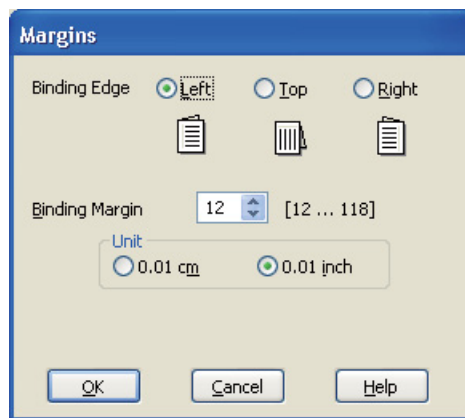 Margins
Binding Edge Left Top Right
Binding Margin 12 [12 ... 118]
Unit
0.01 cm 0.01 inch
OK Cancel Help